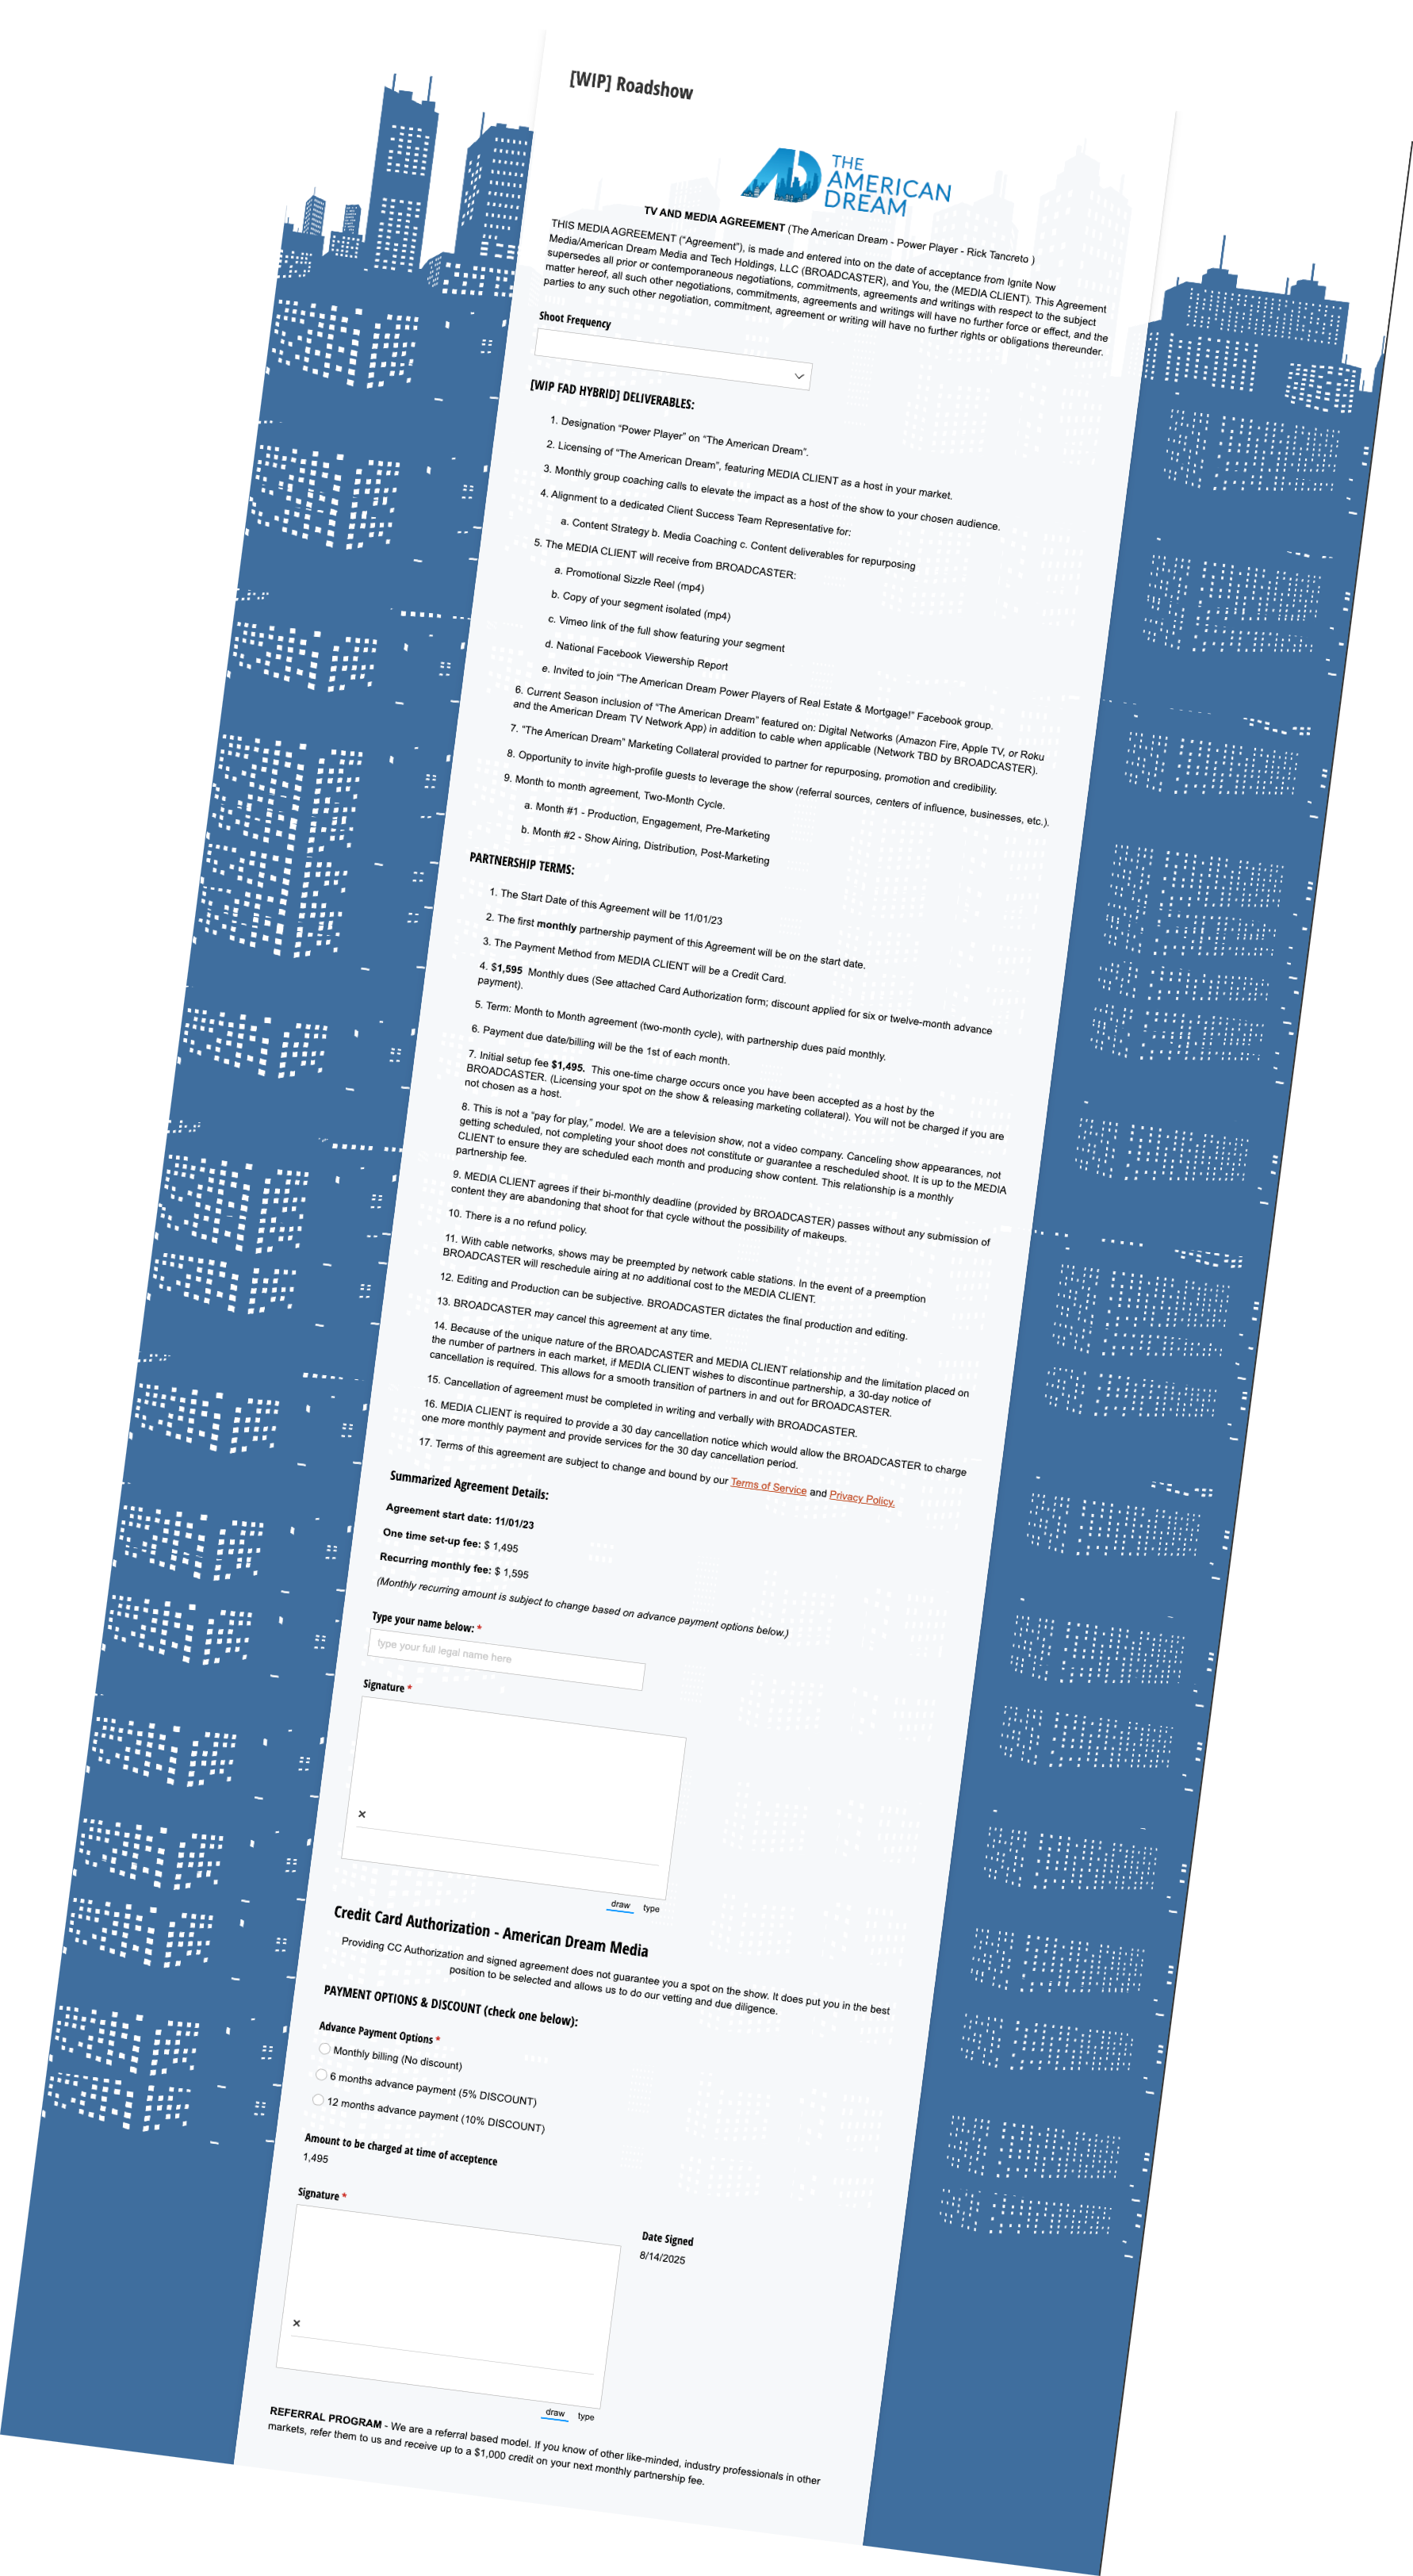 [WIP] Roadshow
THE
AMERICAN
DREAM
TV AND MEDIA AGREEMENT (The American Dream - Power Player - Rick Tancreto )
THIS MEDIA AGREEMENT (“Agreement”), is made and entered into on the date of acceptance from Ignite Now
Media/American Dream Media and Tech Holdings, LLC (BROADCASTER), and You, the (MEDIA CLIENT). This Agreement
supersedes all prior or contemporaneous negotiations, commitments, agreements and writings with respect to the subject
matter hereof, all such other negotiations, commitments, agreements and writings will have no further force or effect, and the
parties to any such other negotiation, commitment, agreement or writing will have no further rights or obligations thereunder.
Shoot Frequency
[WIP FAD HYBRID] DELIVERABLES:
1. Designation “Power Player” on “The American Dream”.
2. Licensing of “The American Dream”, featuring MEDIA CLIENT as a host in your market.
3. Monthly group coaching calls to elevate the impact as a host of the show to your chosen audience.
4. Alignment to a dedicated Client Success Team Representative for:
a. Content Strategy b. Media Coaching c. Content deliverables for repurposing
5. The MEDIA CLIENT will receive from BROADCASTER:
a. Promotional Sizzle Reel (mp4)
b. Copy of your segment isolated (mp4)
c. Vimeo link of the full show featuring your segment
d. National Facebook Viewership Report
e. Invited to join “The American Dream Power Players of Real Estate & Mortgage!” Facebook group.
6. Current Season inclusion of “The American Dream” featured on: Digital Networks (Amazon Fire, Apple TV, or Roku
and the American Dream TV Network App) in addition to cable when applicable (Network TBD by BROADCASTER).
7. “The American Dream” Marketing Collateral provided to partner for repurposing, promotion and credibility.
8. Opportunity to invite high-profile guests to leverage the show (referral sources, centers of influence, businesses, etc.).
9. Month to month agreement, Two-Month Cycle.
a. Month #1 - Production, Engagement, Pre-Marketing
b. Month #2 - Show Airing, Distribution, Post-Marketing
PARTNERSHIP TERMS:
1. The Start Date of this Agreement will be 11/01/23
2. The first monthly partnership payment of this Agreement will be on the start date.
3. The Payment Method from MEDIA CLIENT will be a Credit Card.
4. $1,595 Monthly dues (See attached Card Authorization form; discount applied for six or twelve-month advance
payment).
5. Term: Month to Month agreement (two-month cycle), with partnership dues paid monthly.
6. Payment due date/billing will be the 1st of each month.
7. Initial setup fee $1,495. This one-time charge occurs once you have been accepted as a host by the
BROADCASTER. (Licensing your spot on the show & releasing marketing collateral). You will not be charged if you are
not chosen as a host.
8. This is not a “pay for play,” model. We are a television show, not a video company. Canceling show appearances, not
getting scheduled, not completing your shoot does not constitute or guarantee a rescheduled shoot. It is up to the MEDIA
CLIENT to ensure they are scheduled each month and producing show content. This relationship is a monthly
partnership fee.
9. MEDIA CLIENT agrees if their bi-monthly deadline (provided by BROADCASTER) passes without any submission of
content they are abandoning that shoot for that cycle without the possibility of makeups.
10. There is a no refund policy.
11. With cable networks, shows may be preempted by network cable stations. In the event of a preemption
BROADCASTER will reschedule airing at no additional cost to the MEDIA CLIENT.
12. Editing and Production can be subjective. BROADCASTER dictates the final production and editing.
13. BROADCASTER may cancel this agreement at any time.
14. Because of the unique nature of the BROADCASTER and MEDIA CLIENT relationship and the limitation placed on
the number of partners in each market, if MEDIA CLIENT wishes to discontinue partnership, a 30-day notice of
cancellation is required. This allows for a smooth transition of partners in and out for BROADCASTER.
15. Cancellation of agreement must be completed in writing and verbally with BROADCASTER.
16. MEDIA CLIENT is required to provide a 30 day cancellation notice which would allow the BROADCASTER to charge
one more monthly payment and provide services for the 30 day cancellation period.
17. Terms of this agreement are subject to change and bound by our Terms of Service and Privacy Policy.
Summarized Agreement Details:
Agreement start date: 11/01/23
One time set-up fee: $ 1,495
Recurring monthly fee: $ 1,595
(Monthly recurring amount is subject to change based on advance payment options below.)
Type your name below: *
type your full legal name here
Signature *
×
draw type
Credit Card Authorization - American Dream Media
Providing CC Authorization and signed agreement does not guarantee you a spot on the show. It does put you in the best
position to be selected and allows us to do our vetting and due diligence.
PAYMENT OPTIONS & DISCOUNT (check one below):
Advance Payment Options *
Monthly billing (No discount)
6 months advance payment (5% DISCOUNT)
12 months advance payment (10% DISCOUNT)
Amount to be charged at time of acceptence
1,495
Signature *
Date Signed
8/14/2025
×
draw type
REFERRAL PROGRAM - We are a referral based model. If you know of other like-minded, industry professionals in other
markets, refer them to us and receive up to a $1,000 credit on your next monthly partnership fee.